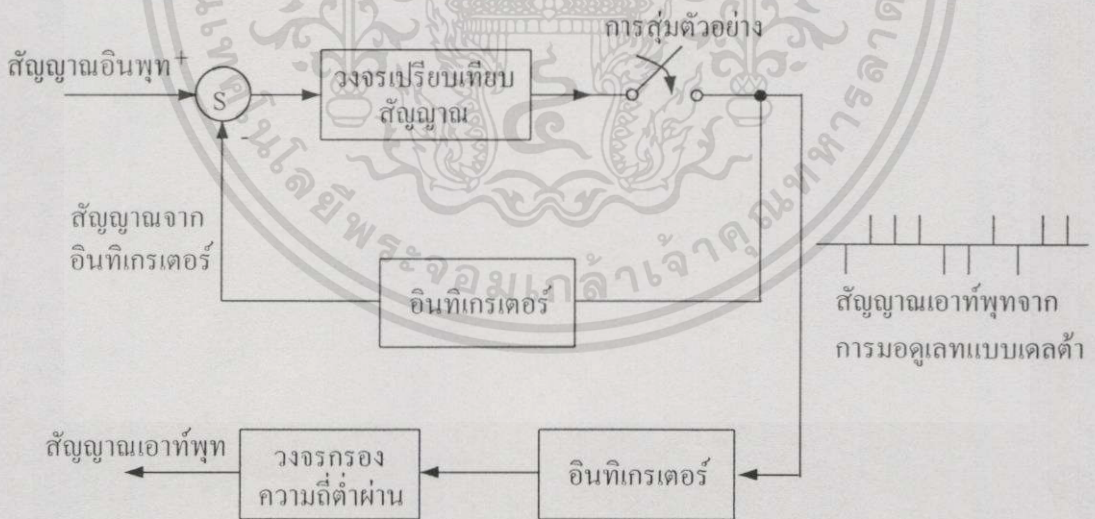 การสุ่มตัวอย่าง
สัญญาณอินพุท +
S
-
วงจรเปรียบเทียบ
สัญญาณ
สัญญาณจาก
อินทิเกรเตอร์
อินทิเกรเตอร์
สัญญาณเอาท์พุทจาก
การมอดูเลทแบบเดลต้า
สัญญาณเอาท์พุท
วงจรกรอง
ความถี่ต่ำผ่าน
อินทิเกรเตอร์